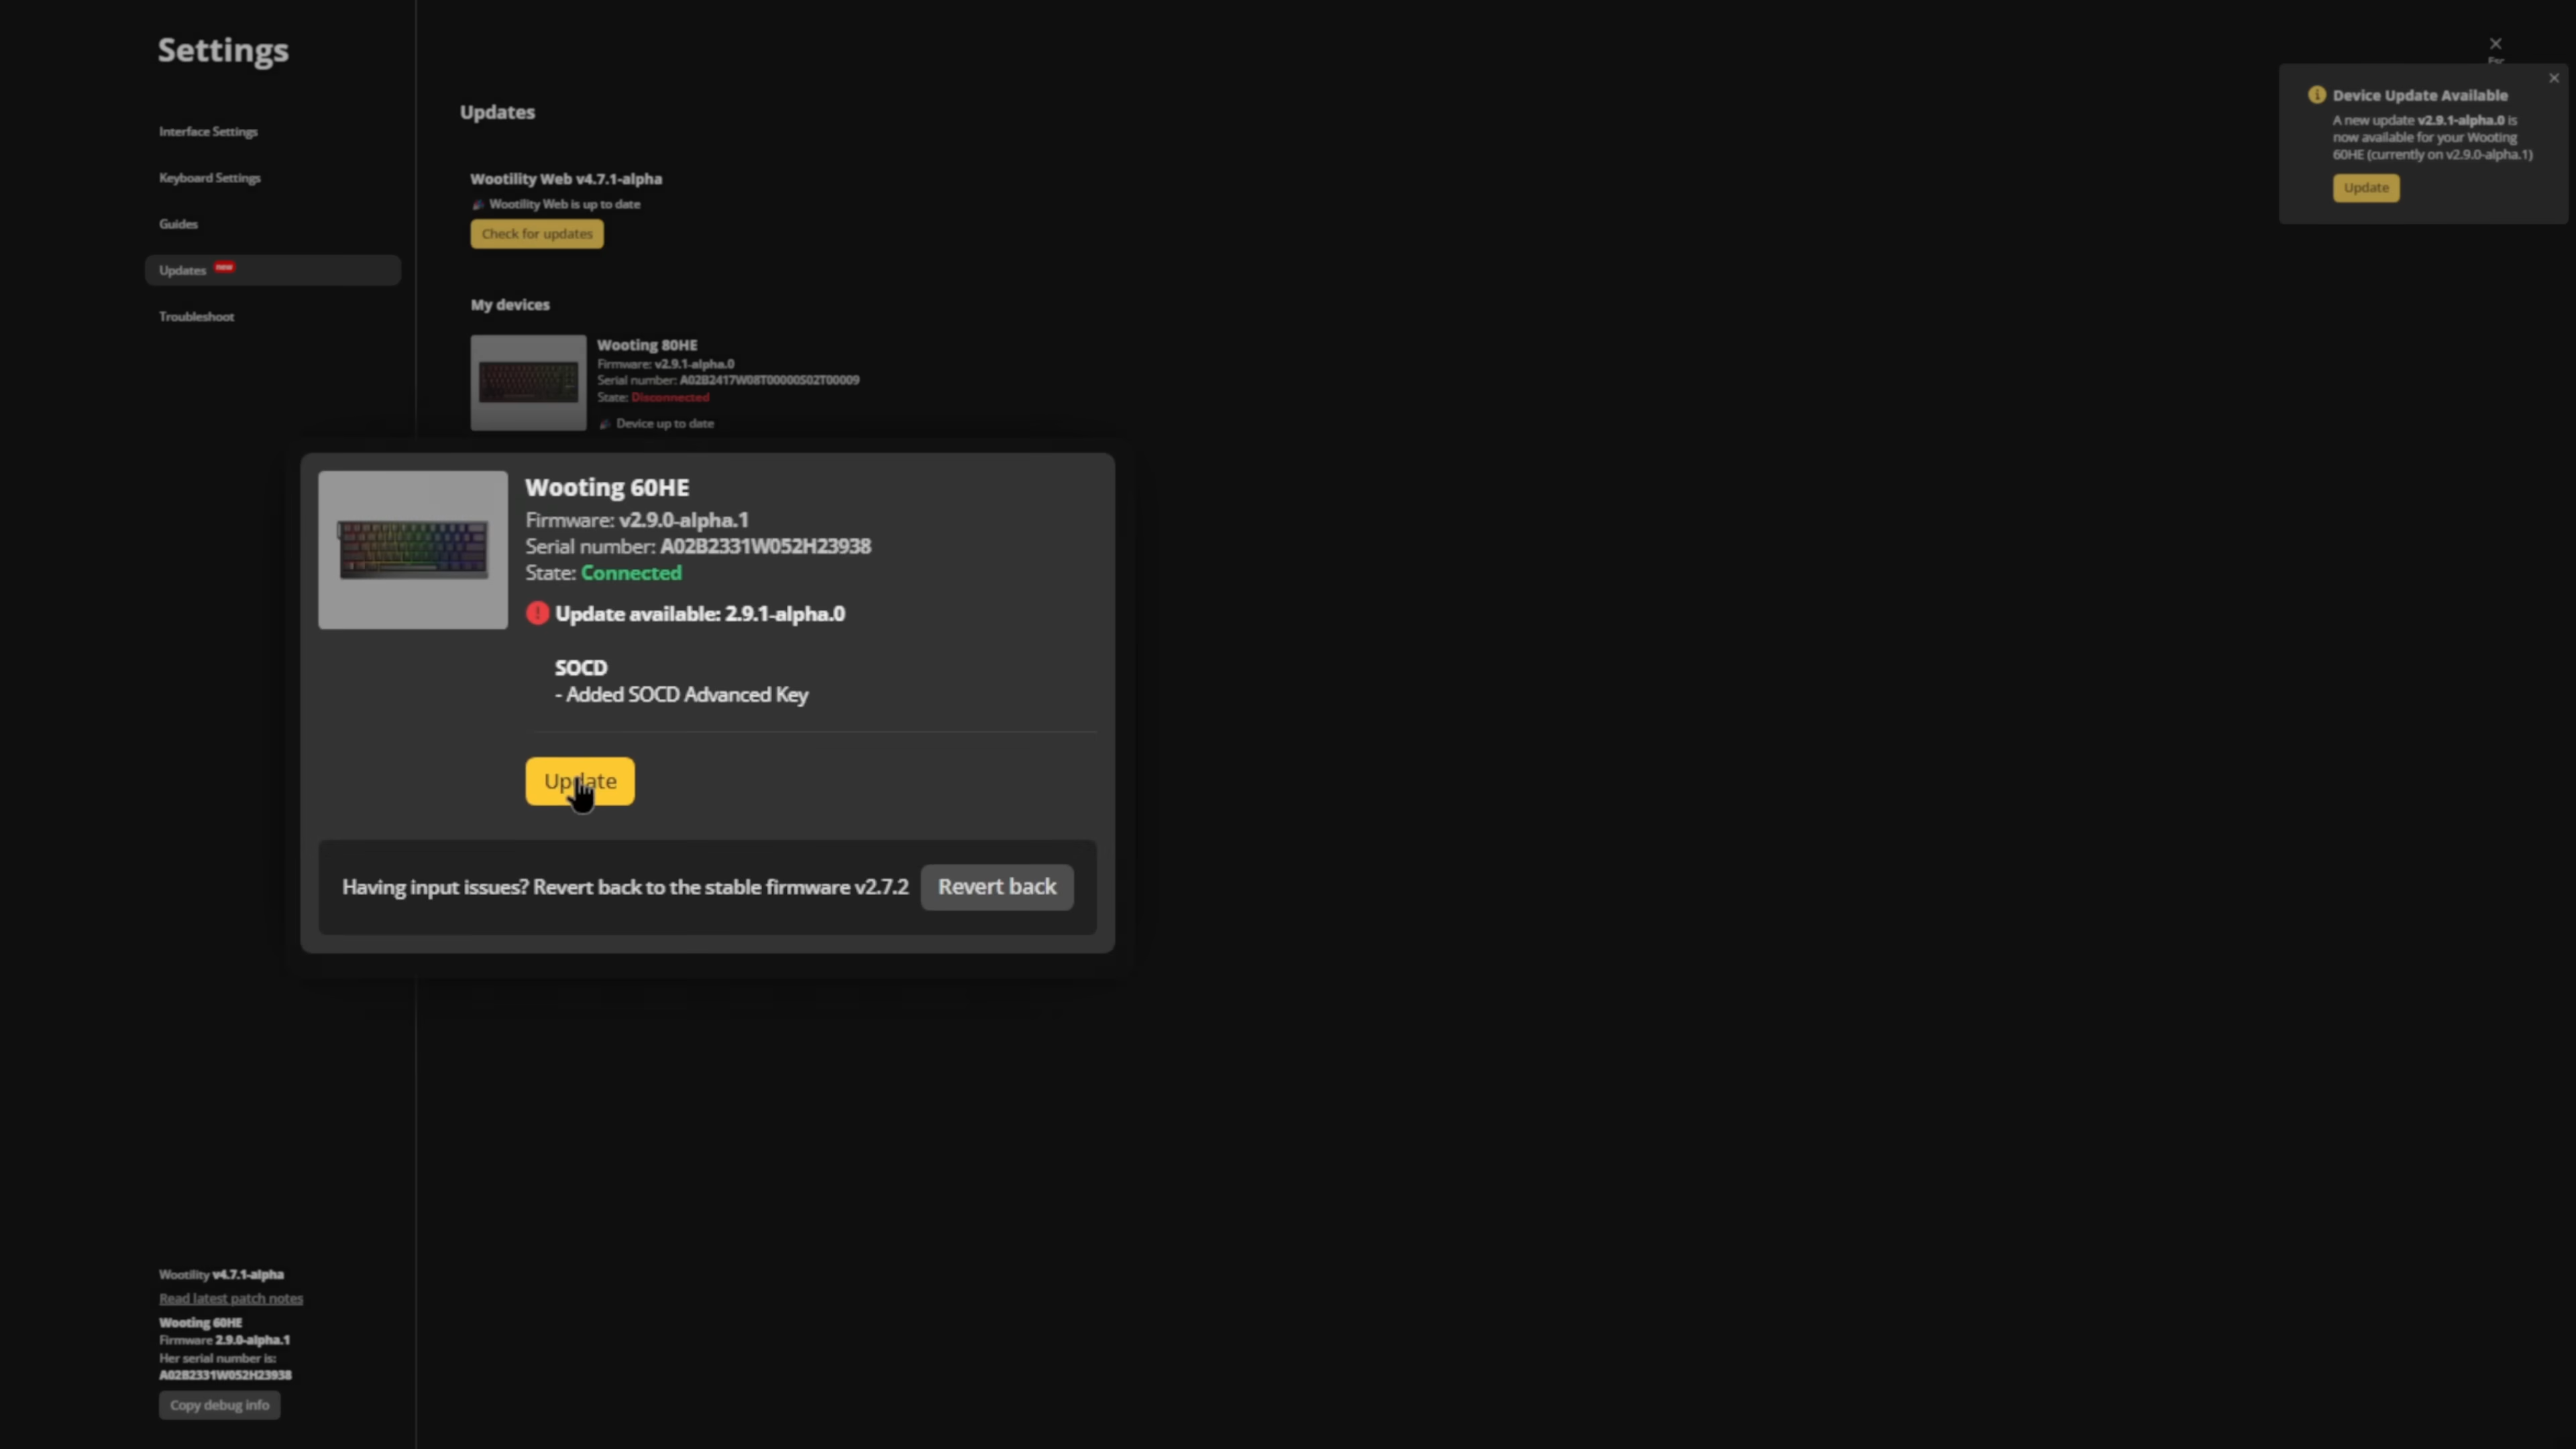 Settings
Interface Settings
Keyboard Settings
Guides
Updates new
Troubleshoot
Updates
Wootility Web v4.7.1-alpha
Wootility Web is up to date
Check for updates
My devices
Wooting 80HE
Firmware: v2.9.1-alpha.0
Serial number: A02B2417W08T00000S02T00009
State: Disconnected
Device up to date
Wooting 60HE
Firmware: v2.9.0-alpha.1
Serial number: A02B2331W052H23938
State: Connected
Update available: 2.9.1-alpha.0
SOCD
- Added SOCD Advanced Key
Update
Having input issues? Revert back to the stable firmware v2.7.2
Revert back
Esc
Device Update Available
A new update v2.9.1-alpha.0 is
now available for your Wooting
60HE (currently on v2.9.0-alpha.1)
Update
Wootility v4.7.1-alpha
Read latest patch notes
Wooting 60HE
Firmware 2.9.0-alpha.1
Her serial number is:
A02B2331W052H23938
Copy debug info